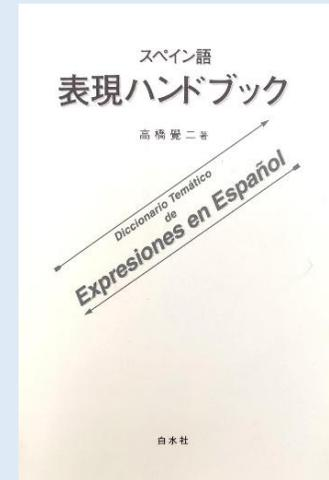 スペイン語
表現ハンドブック
高橋覺二著
Diccionario Temático
de
Expresiones en Español
白水社